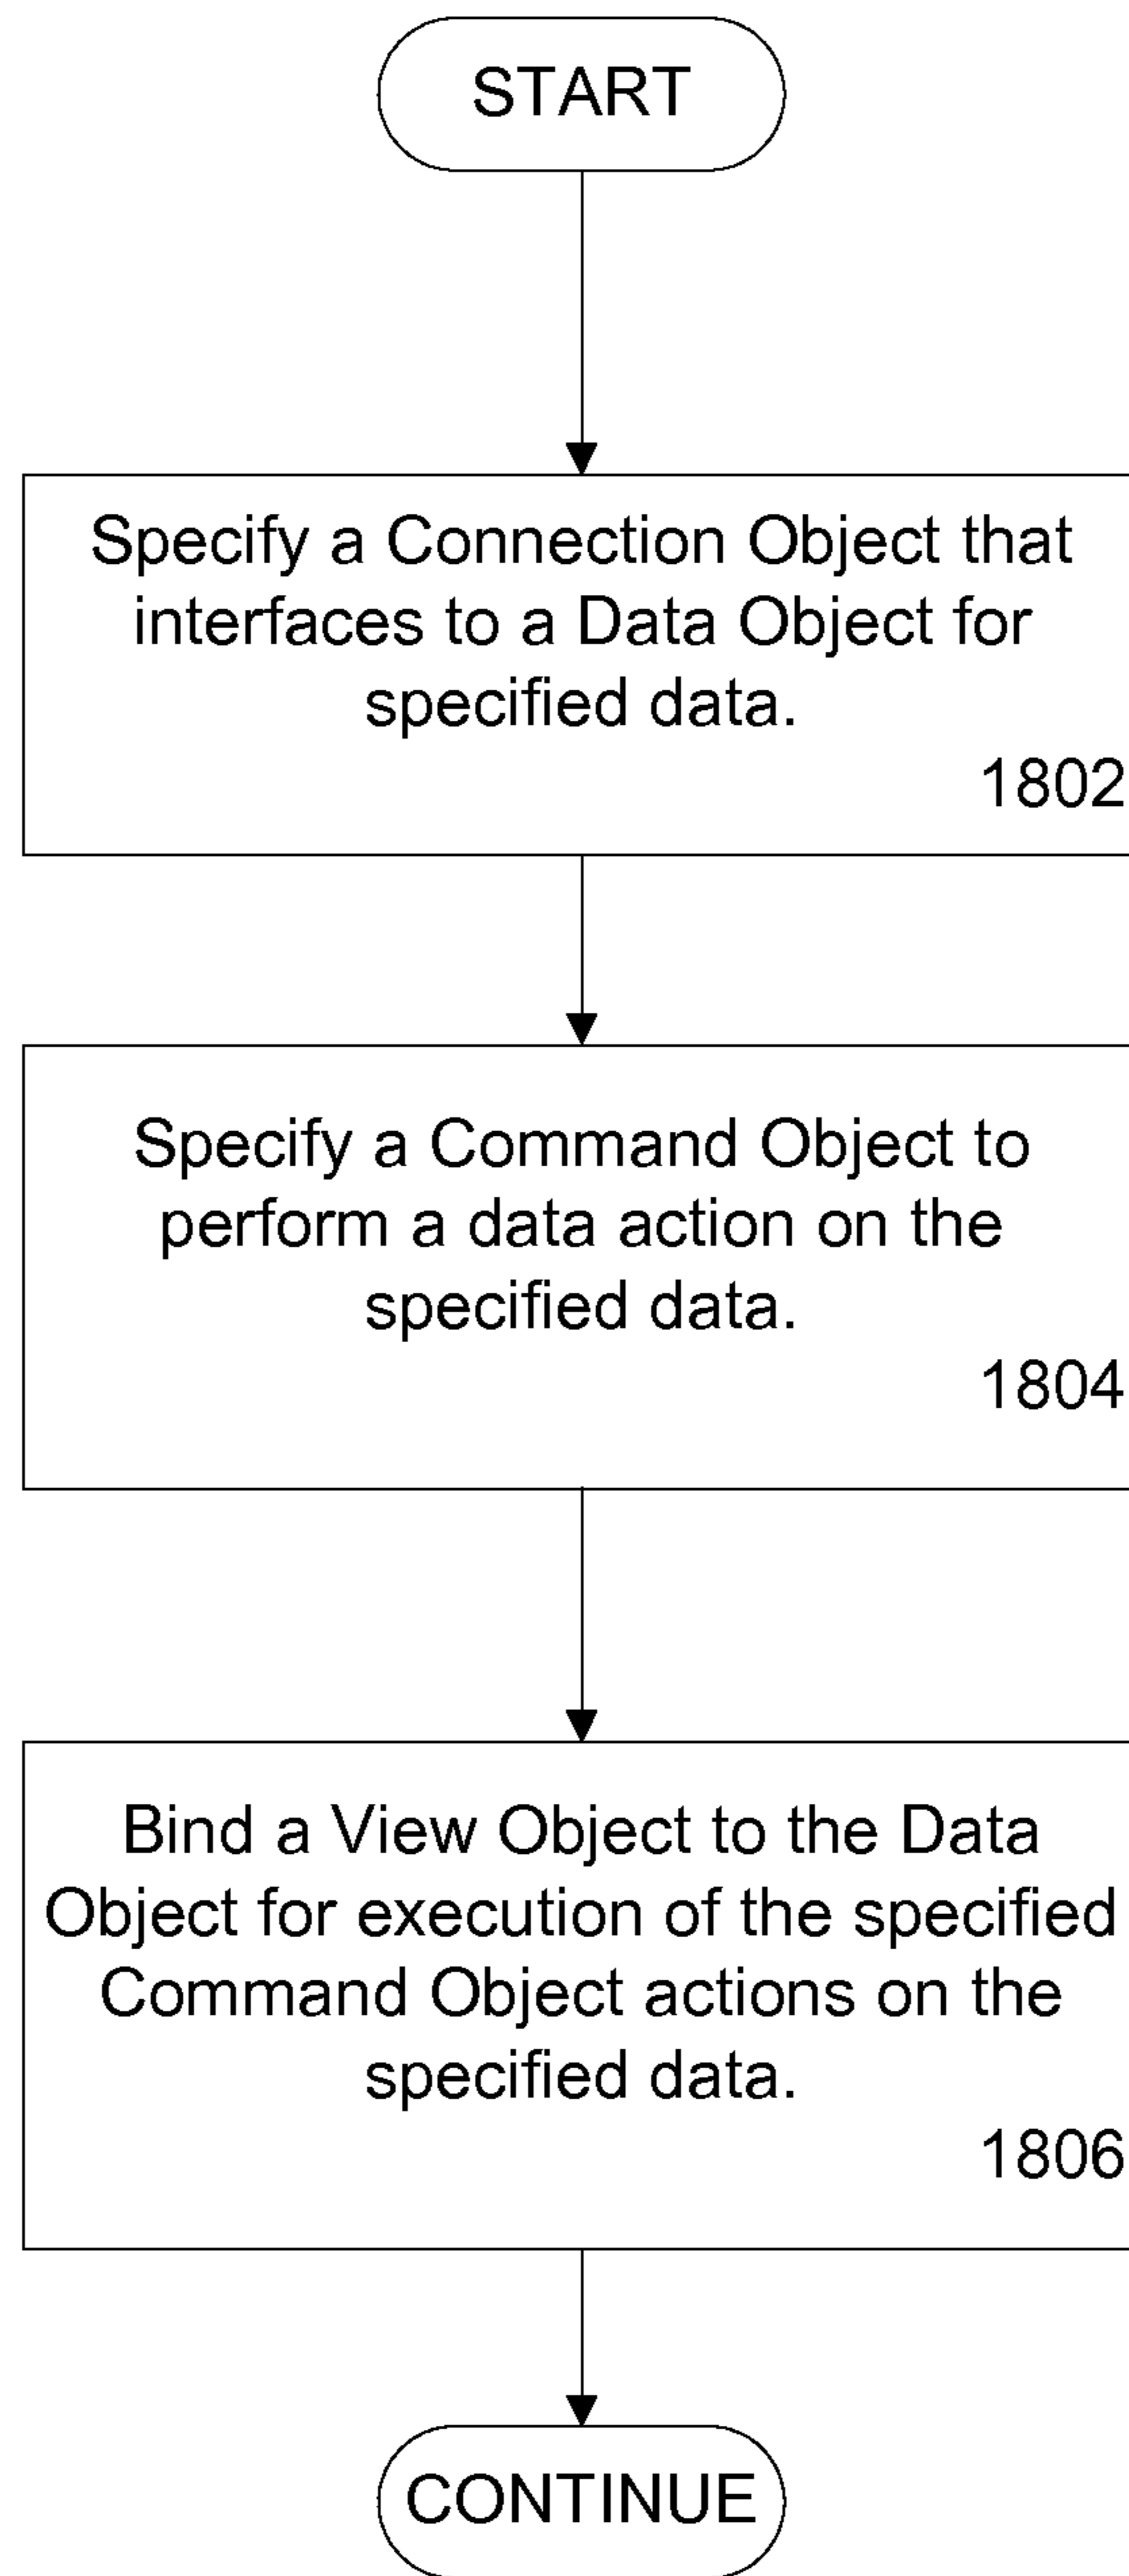 START
Specify a Connection Object that
interfaces to a Data Object for
specified data.
1802
Specify a Command Object to
perform a data action on the
specified data.
1804
Bind a View Object to the Data
Object for execution of the specified
Command Object actions on the
specified data.
1806
CONTINUE